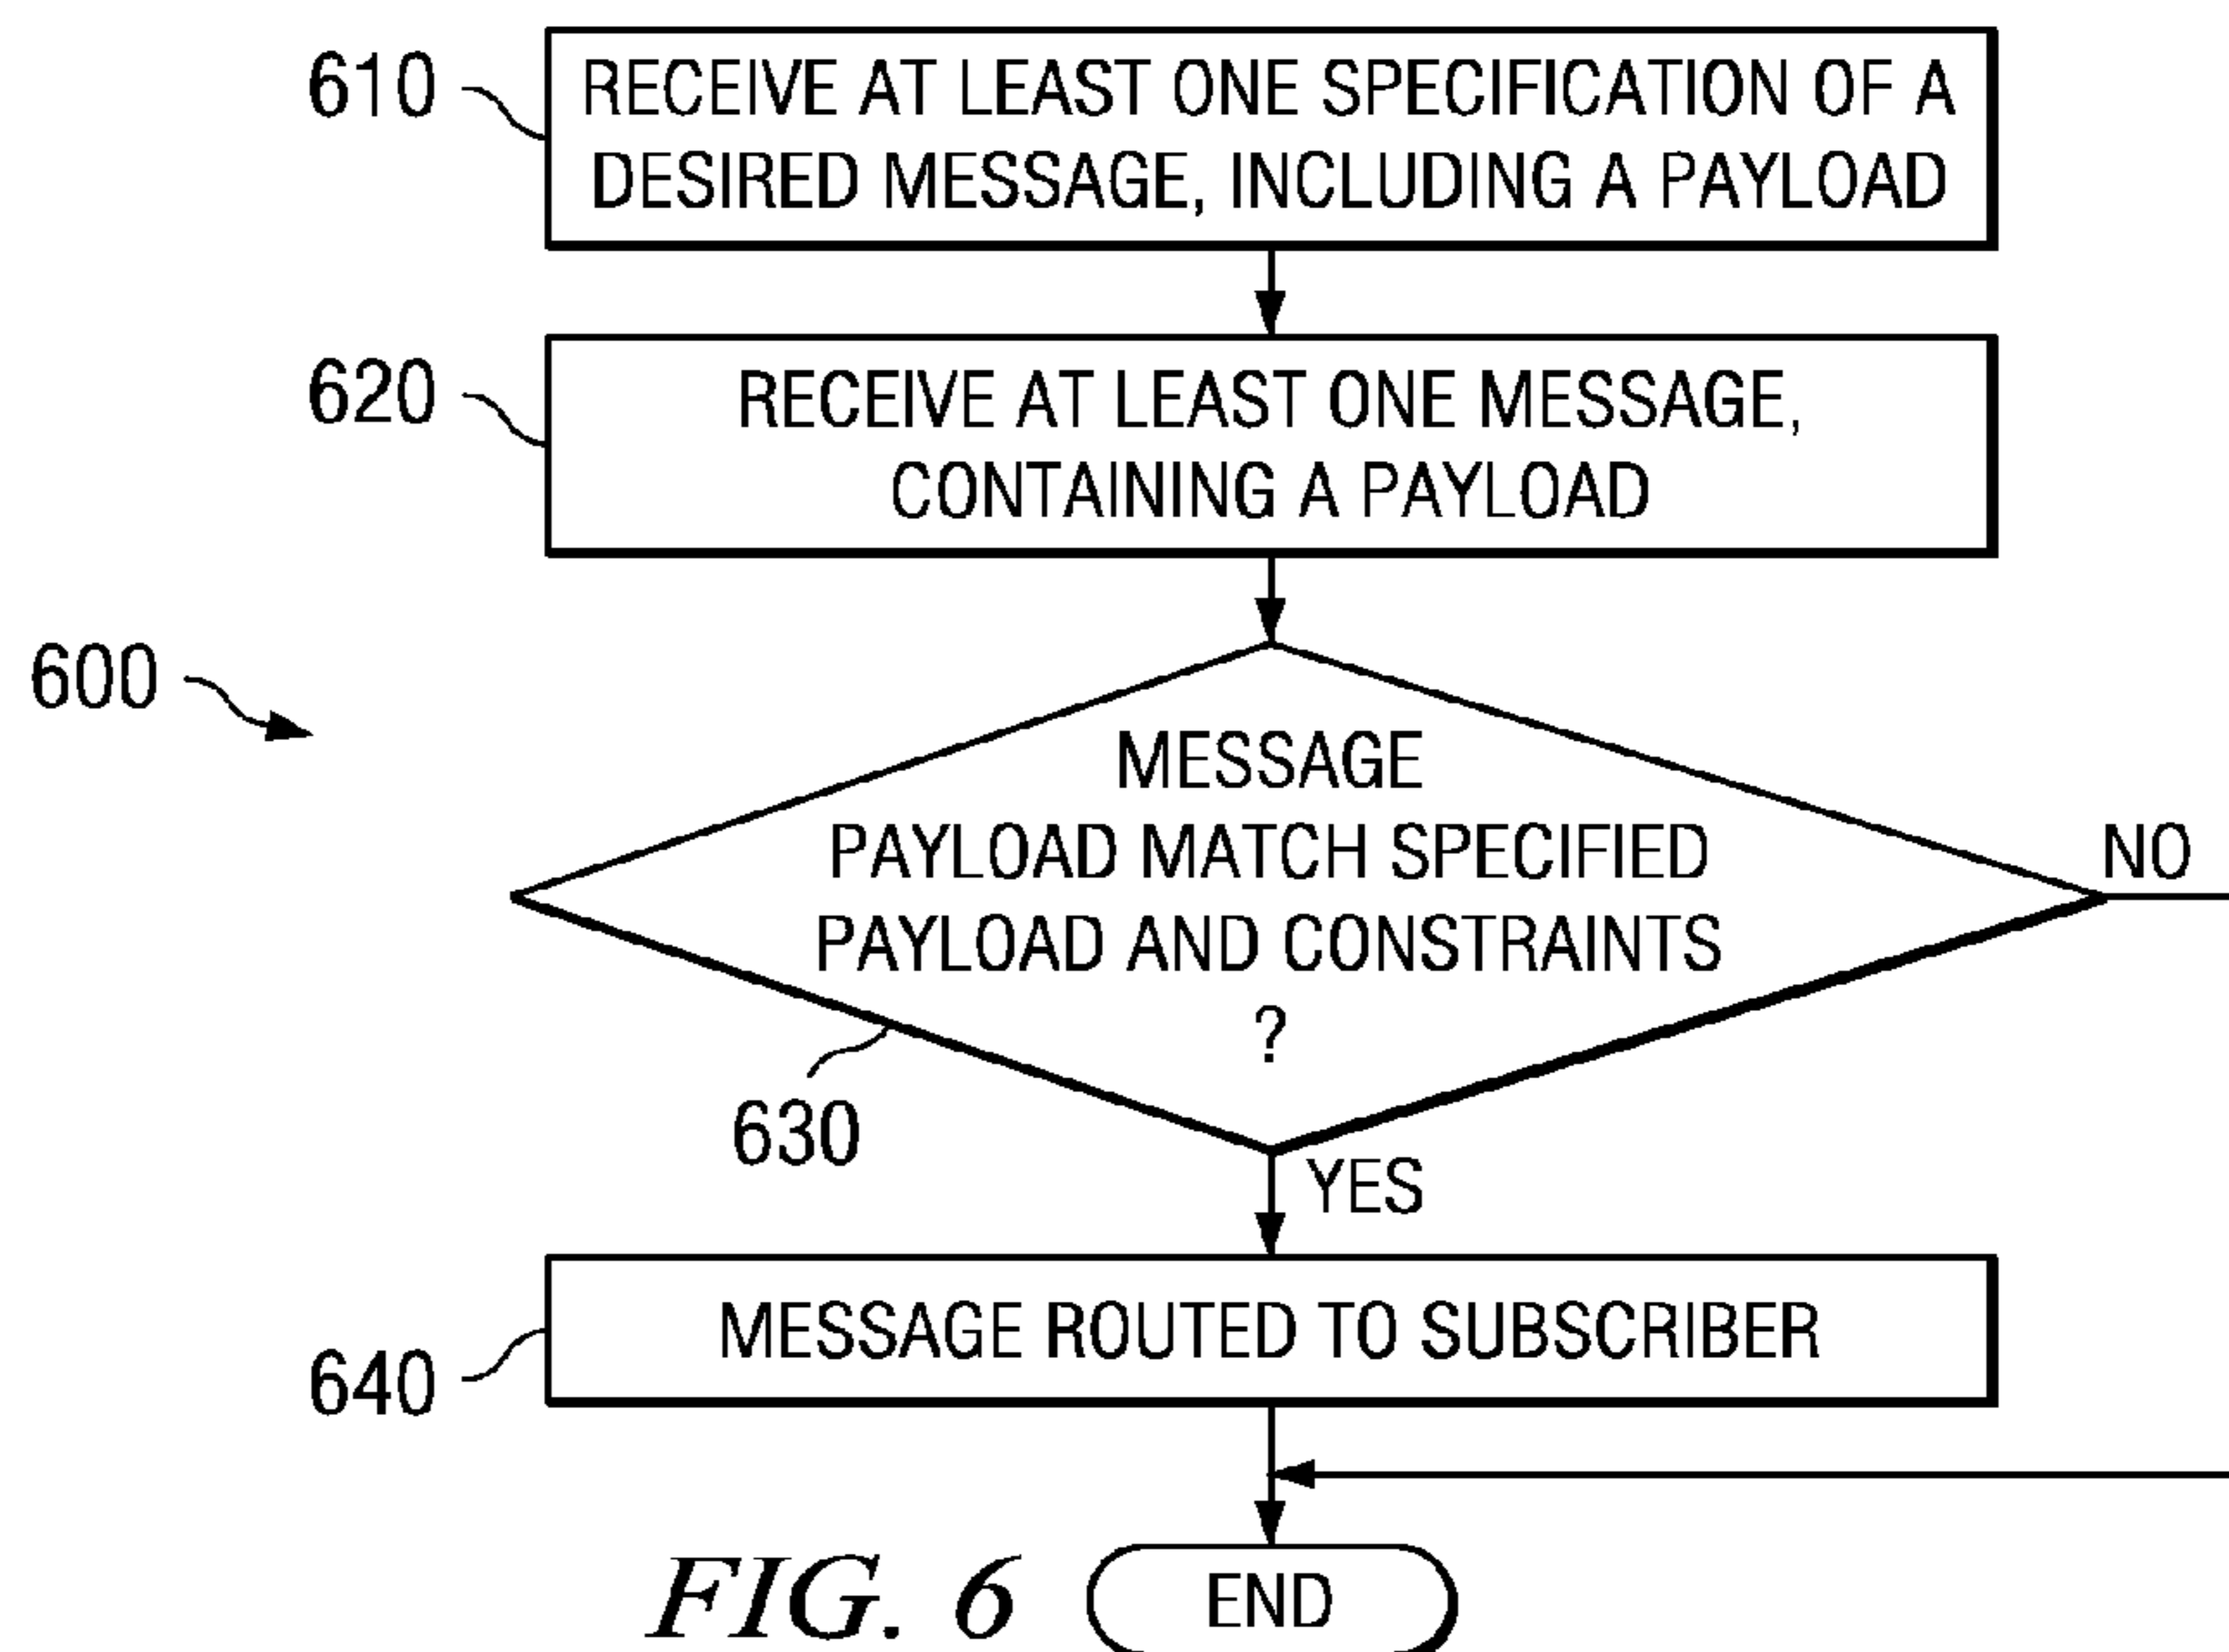 610
RECEIVE AT LEAST ONE SPECIFICATION OF A
DESIRED MESSAGE, INCLUDING A PAYLOAD
620
RECEIVE AT LEAST ONE MESSAGE,
CONTAINING A PAYLOAD
600
MESSAGE
PAYLOAD MATCH SPECIFIED
PAYLOAD AND CONSTRAINTS
?
NO
630
YES
640
MESSAGE ROUTED TO SUBSCRIBER
FIG. 6
END